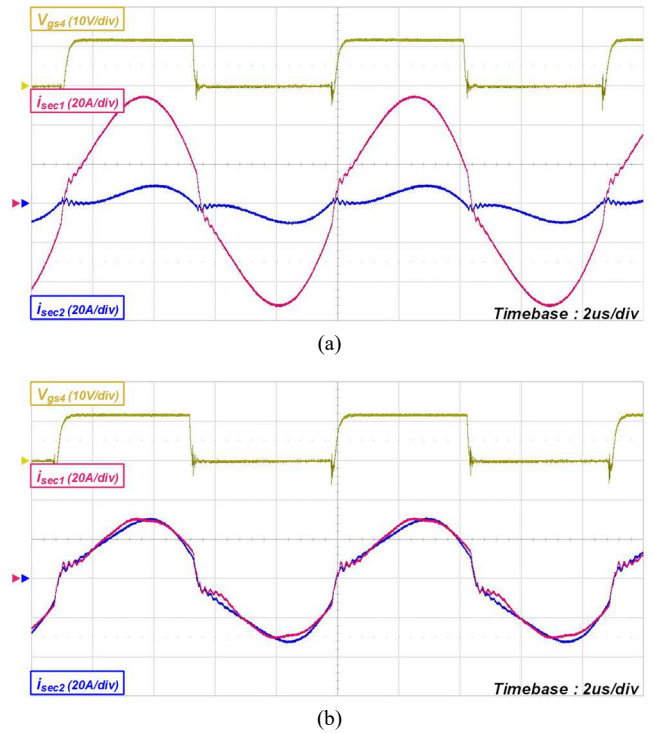 Vgs4 (10V/div)
isec1 (20A/div)
isec2 (20A/div)
Timebase : 2us/div
(a)
Vgs4 (10V/div)
isec1 (20A/div)
isec2 (20A/div)
Timebase : 2us/div
(b)